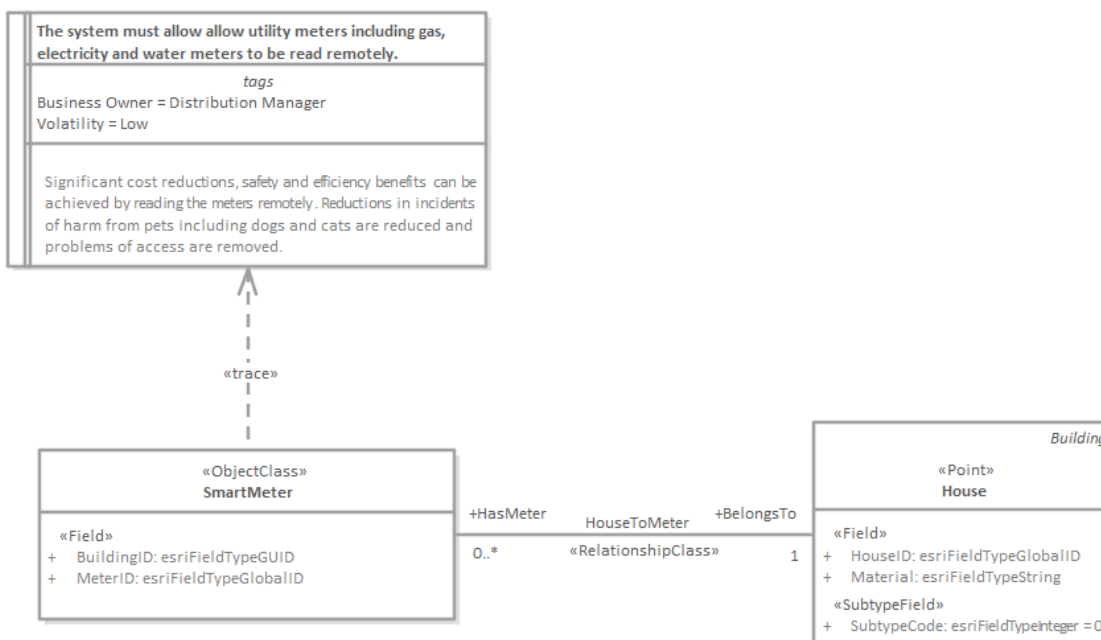 The system must allow allow utility meters including gas,
electricity and water meters to be read remotely.
tags
Business Owner = Distribution Manager
Volatility = Low
Significant cost reductions, safety and efficiency benefits can be
achieved by reading the meters remotely. Reductions in incidents
of harm from pets including dogs and cats are reduced and
problems of access are removed.
«trace»
«ObjectClass»
SmartMeter
«Field»
+ BuildingID: esriFieldTypeGUID
+ MeterID: esriFieldTypeGlobalID
+HasMeter
HouseToMeter
+BelongsTo
0..*
«RelationshipClass»
1
Building
«Point»
House
«Field»
+ HouseID: esriFieldTypeGlobalID
+ Material: esriFieldTypeString
«SubtypeField»
+ SubtypeCode: esriFieldTypeInteger = 0